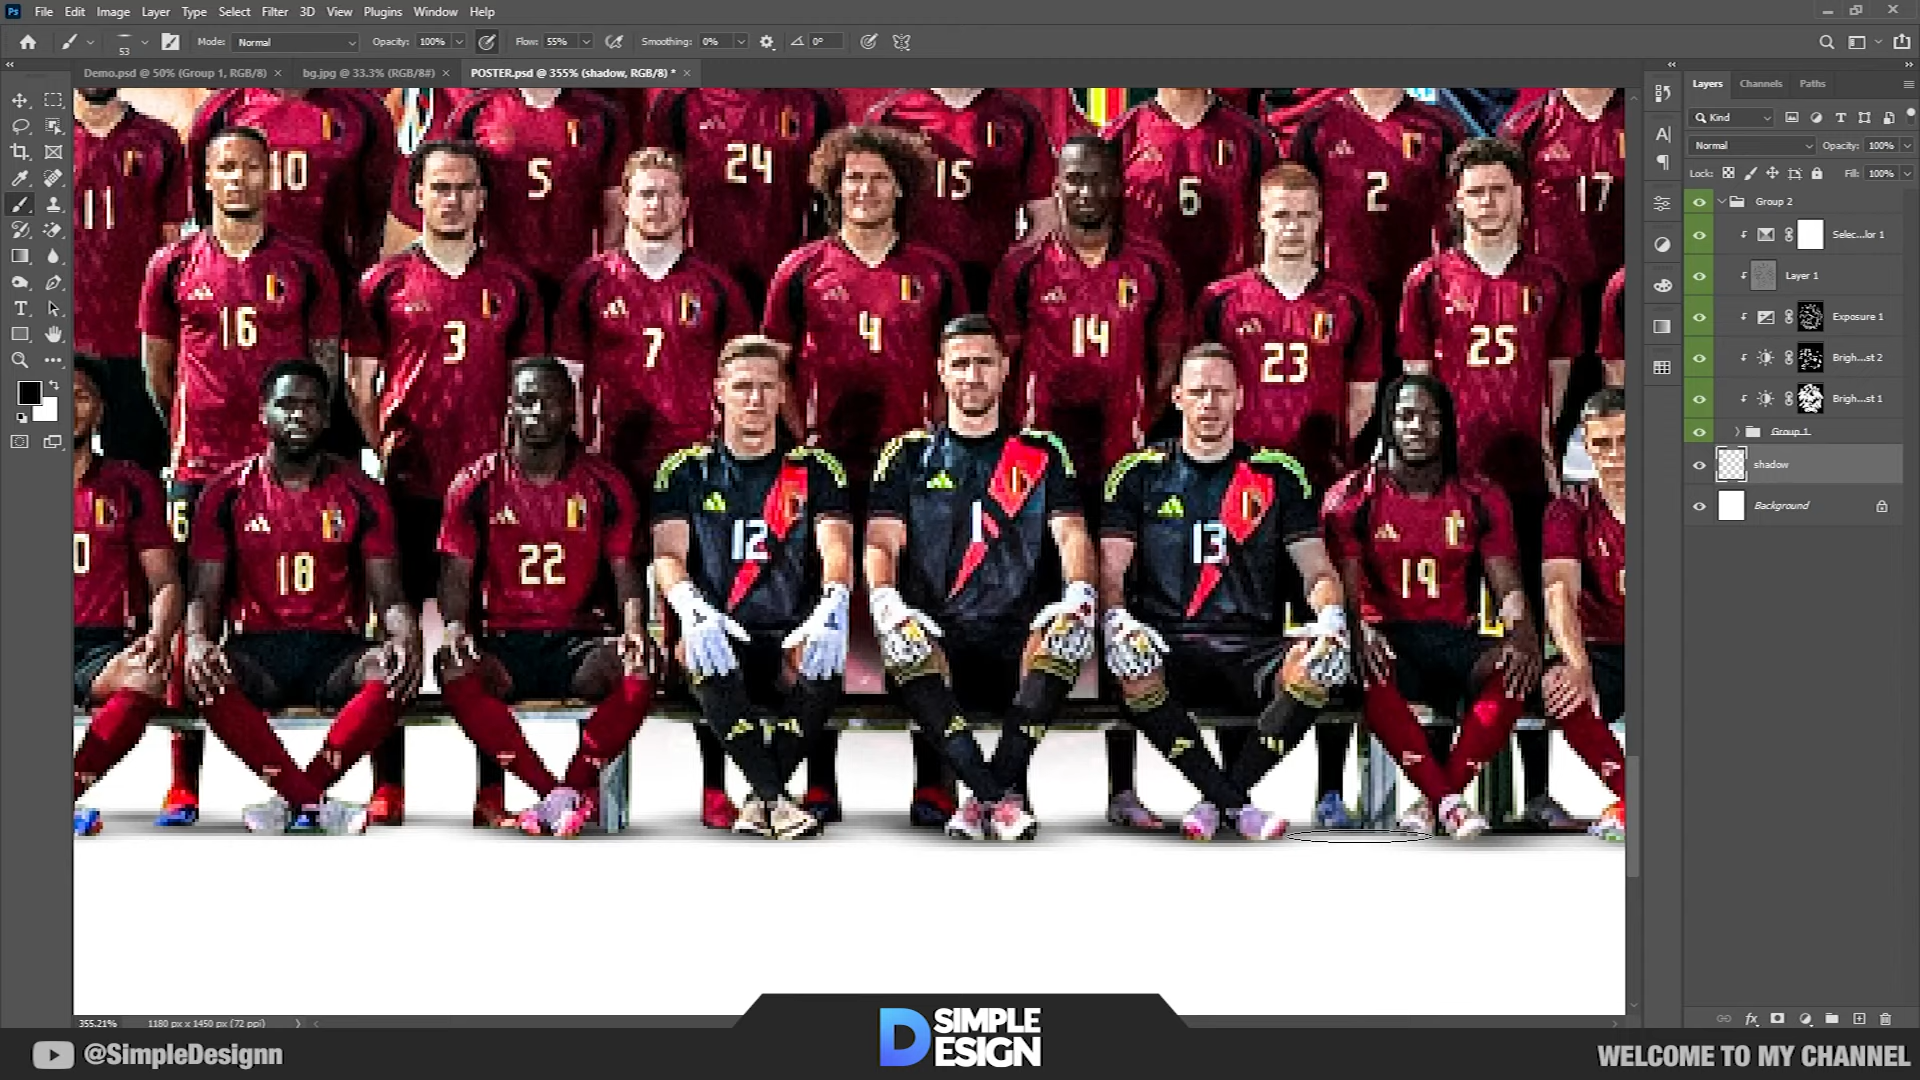 Ps File Edit Image Layer Type Select Filter 3D View Plugins Window Help
53 Mode: Normal Opacity: 100% Flow: 55% Smoothing: 0% 0°
Demo.psd @ 50% (Group 1, RGB/8) × bg.jpg @ 33.3% (RGB/8#) × POSTER.psd @ 355% (shadow, RGB/8) * ×
Layers Channels Paths
Kind
Normal Opacity: 100%
Lock: Fill: 100%
Group 2
Selec...lor 1
Layer 1
Exposure 1
Brigh...st 2
Brigh...st 1
Group 1
shadow
Background
11 10 5 24 15 6 2 17
16 3 7 4 14 23 25
0 18 22 12 1 13 19
355.21% 1180 px x 1450 px (72 ppi)
@SimpleDesignn
D SIMPLE
ESIGN
WELCOME TO MY CHANNEL